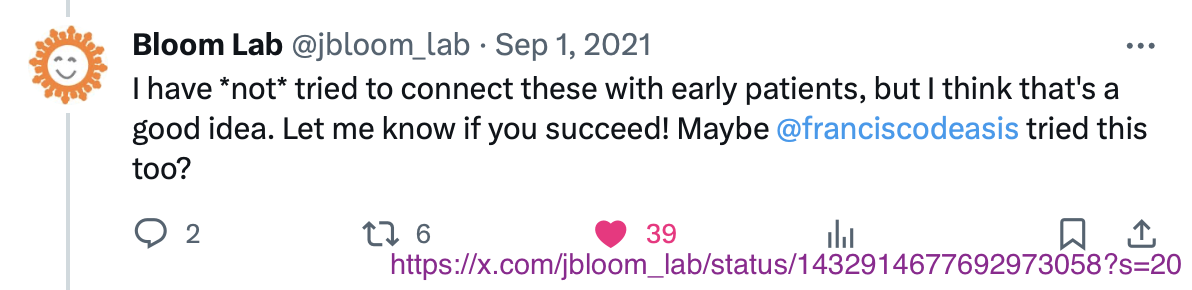 Bloom Lab @jbloom_lab · Sep 1, 2021
I have *not* tried to connect these with early patients, but I think that's a
good idea. Let me know if you succeed! Maybe @franciscodeasis tried this
too?
2 6 39
https://x.com/jbloom_lab/status/1432914677692973058?s=20